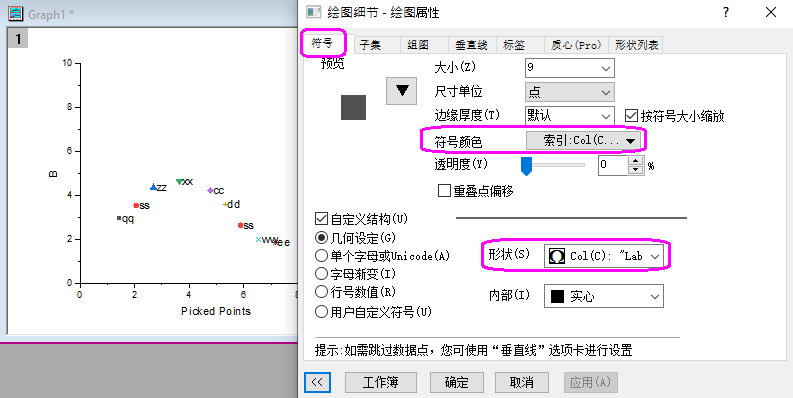 Graph1 *
1
10
8
6
4
2
0
B
qq
ss
zz
xx
cc
dd
ss
ww
ee
0
2
4
6
8
Picked Points
绘图细节 - 绘图属性
符号
子集
组图
垂直线
标签
质心(Pro)
形状列表
预览
大小(Z)
9
尺寸单位
点
边缘厚度(T)
默认
按符号大小缩放
符号颜色
索引:Col(C...
透明度(Y)
0
%
重叠点偏移
自定义结构(U)
几何设定(G)
单个字母或Unicode(A)
字母渐变(I)
行号数值(R)
用户自定义符号(U)
形状(S)
Col(C): "Lab
内部(I)
实心
提示:如需跳过数据点，您可使用“垂直线”选项卡进行设置
<<
工作簿
确定
取消
应用(A)